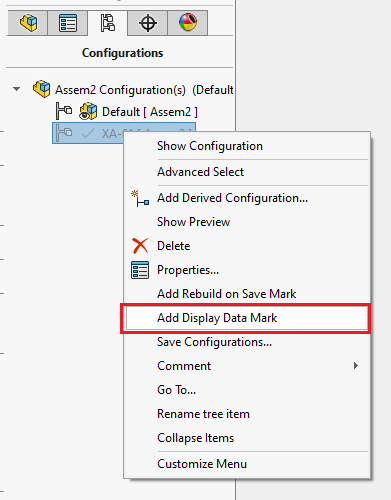 Configurations
Assem2 Configuration(s) (Default
Default [ Assem2 ]
Show Configuration
Advanced Select
Add Derived Configuration...
Show Preview
Delete
Properties...
Add Rebuild on Save Mark
Add Display Data Mark
Save Configurations...
Comment
Go To...
Rename tree item
Collapse Items
Customize Menu